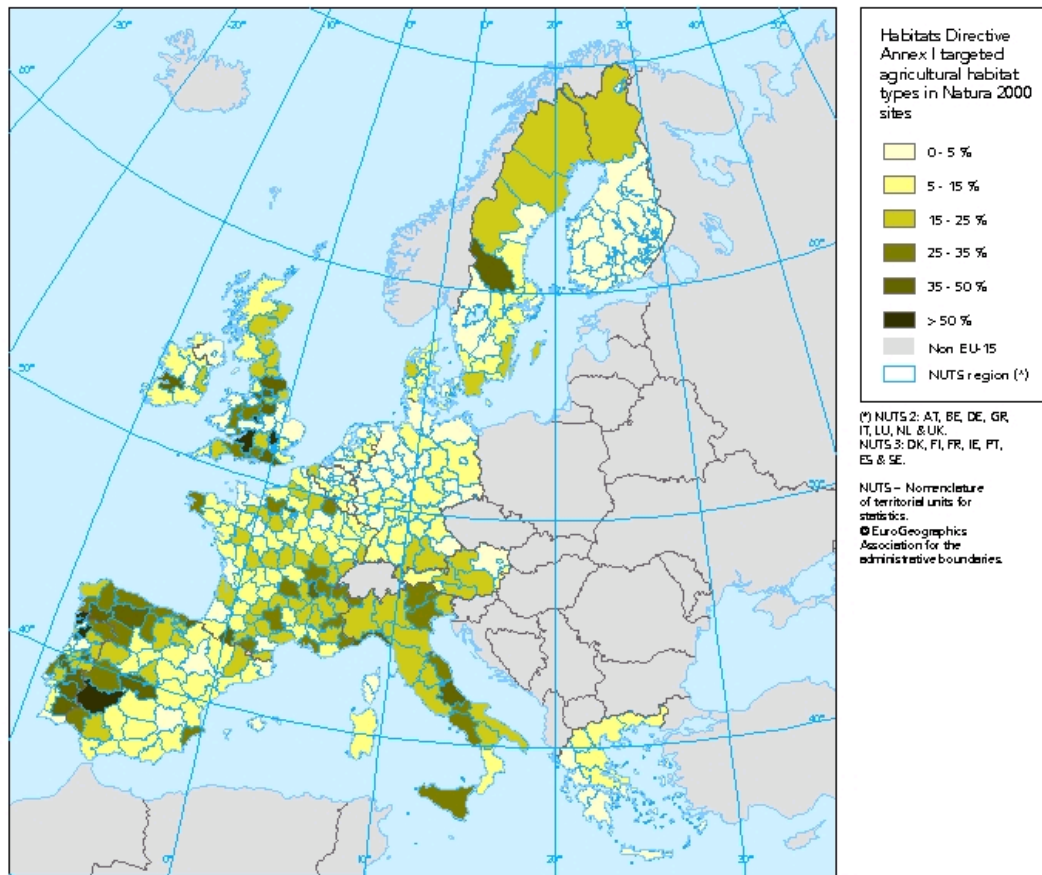 -30°
-20°
-10°
0°
10°
20°
30°
40°
50°
60°
60°
60°
50°
50°
40°
40°
0°
10°
20°
30°
Habitats Directive
Annex I targeted
agricultural habitat
types in Natura 2000
sites
0 - 5 %
5 - 15 %
15 - 25 %
25 - 35 %
35 - 50 %
> 50 %
Non EU-15
NUTS region (*)
(*) NUTS 2: AT, BE, DE, GR,
IT, LU, NL & UK.
NUTS 3: DK, FI, FR, IE, PT,
ES & SE.
NUTS – Nomenclature
of territorial units for
statistics.
© EuroGeographics
Association for the
administrative boundaries.